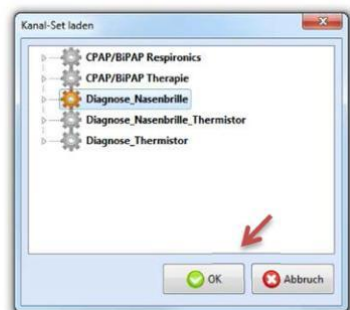 Kanal-Set laden
CPAP/BiPAP Respironics
CPAP/BiPAP Therapie
Diagnose_Nasenbrille
Diagnose_Nasenbrille_Thermistor
Diagnose_Thermistor
OK
Abbruch